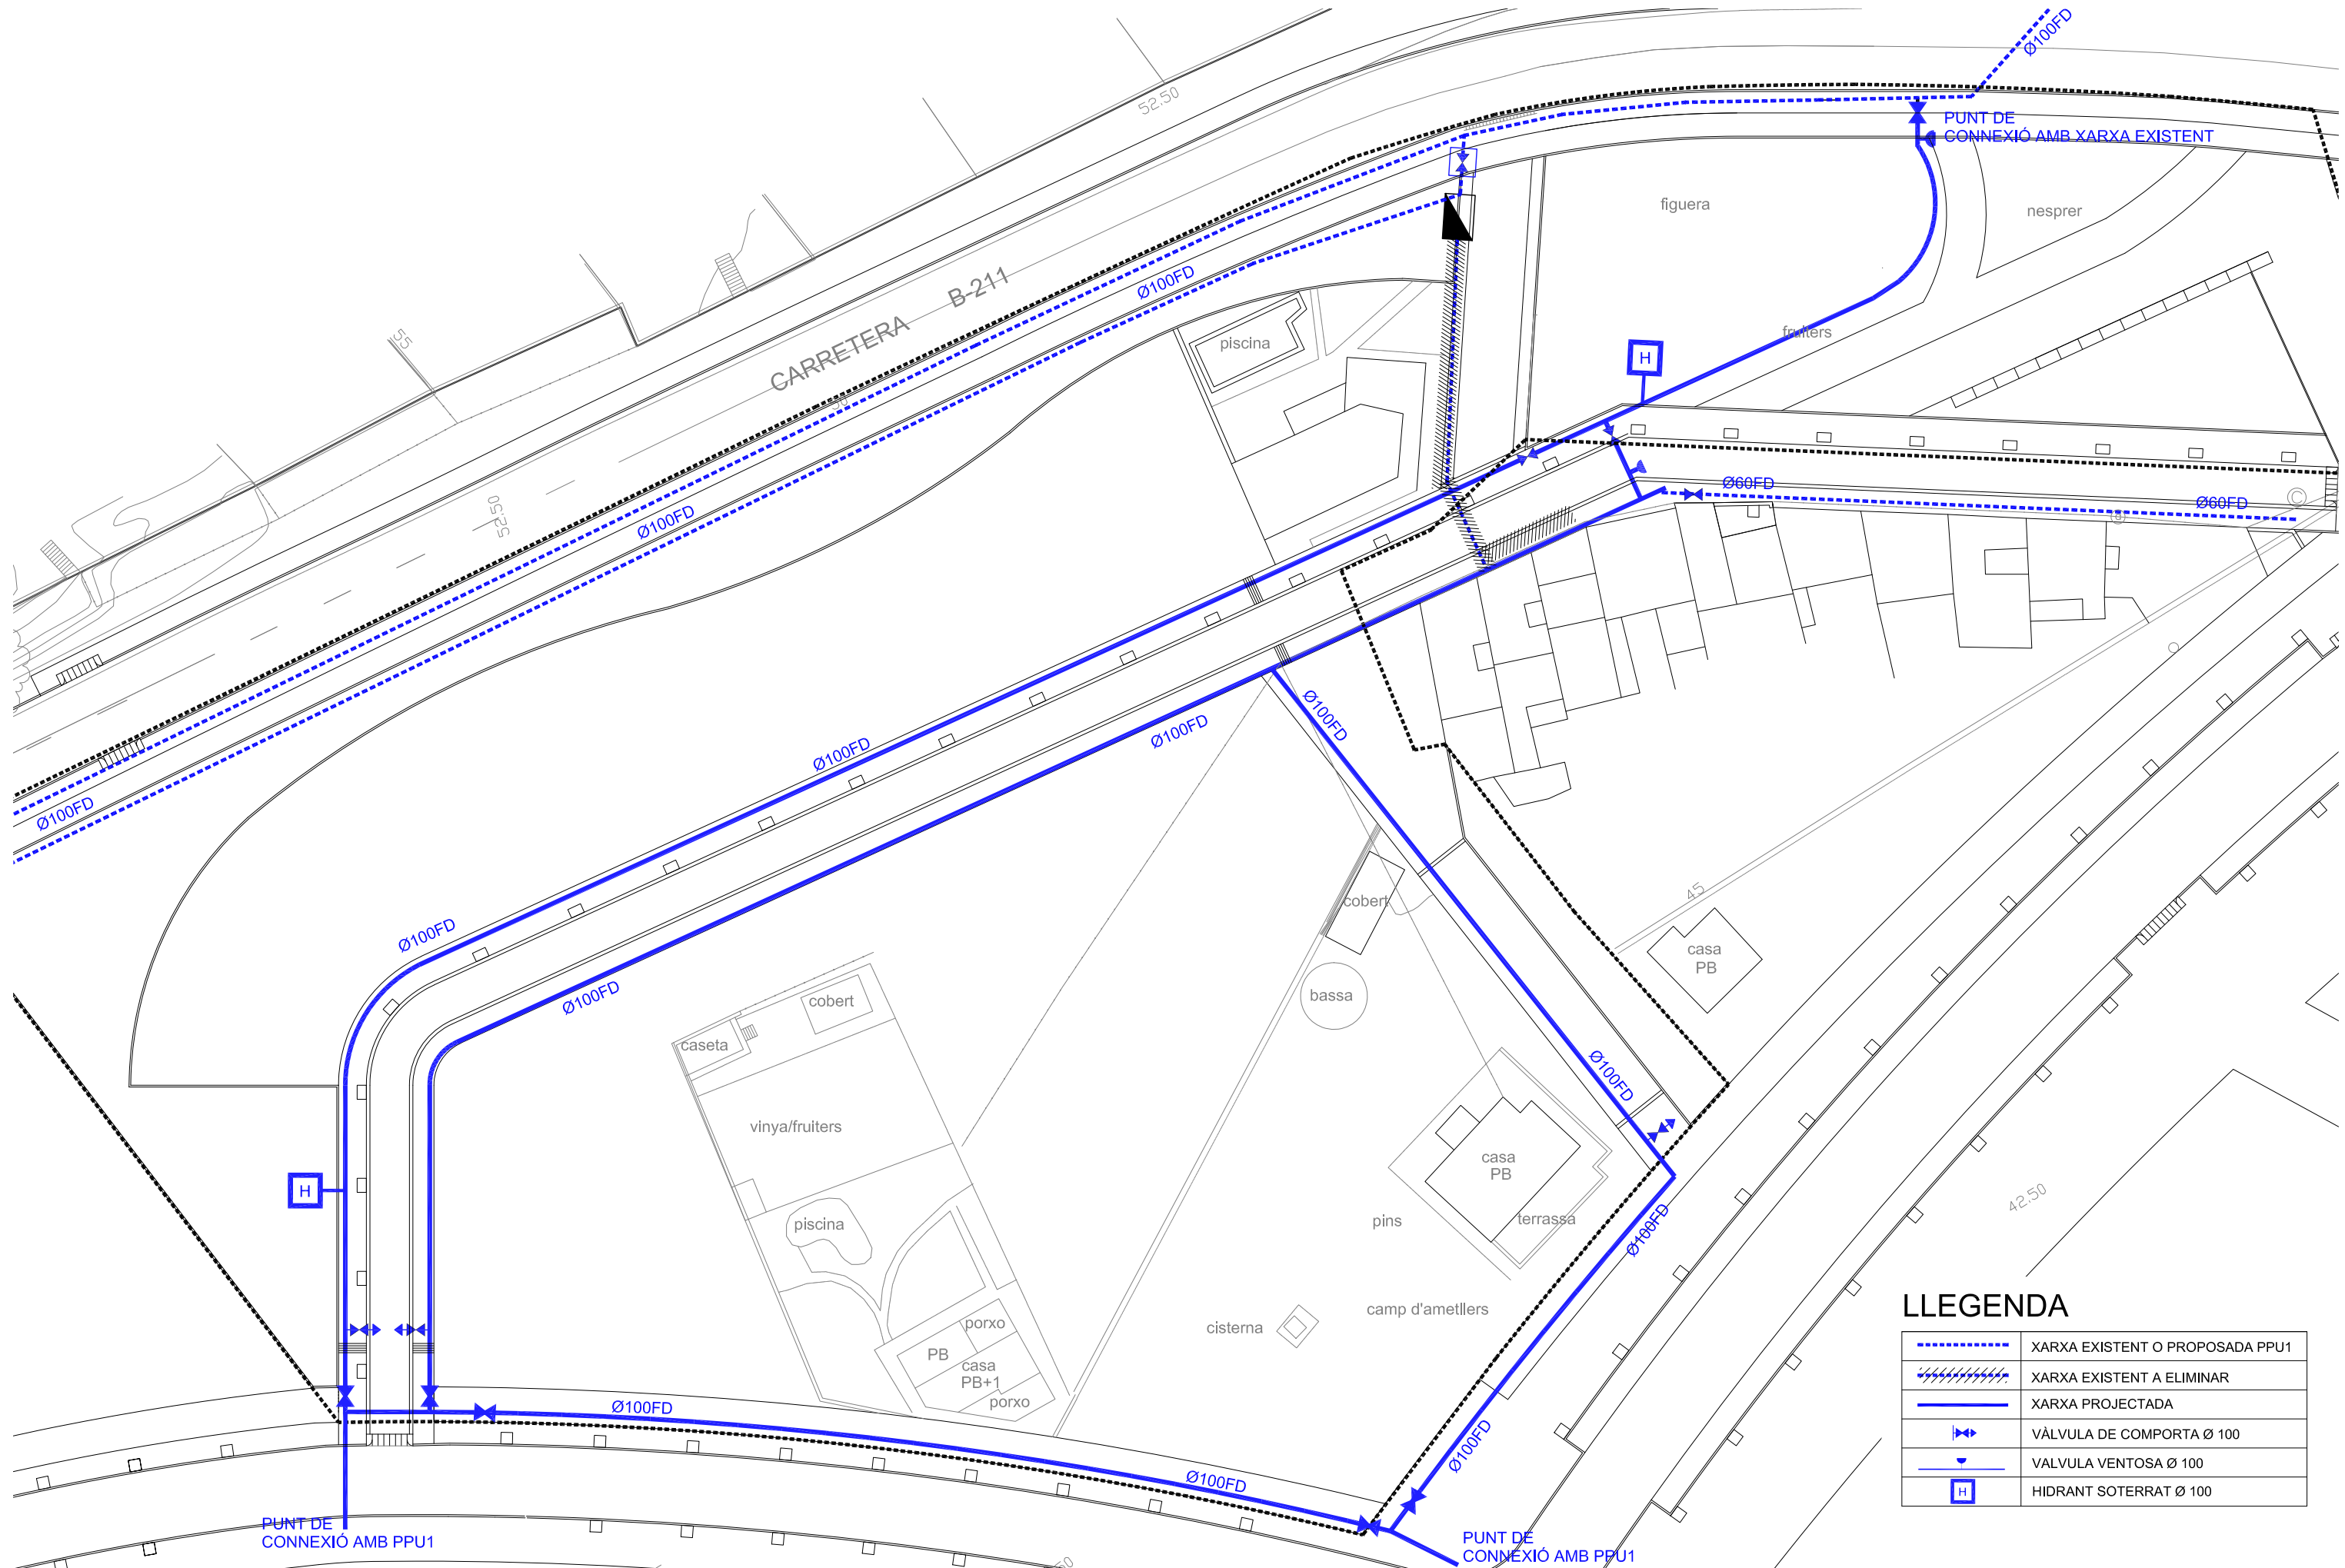 Ø100FD
52.50
PUNT DE
CONNEXIÓ AMB XARXA EXISTENT
figuera
nesprer
CARRETERA B-211
Ø100FD
55
50
piscina
fruiters
H
52.50
Ø100FD
Ø60FD
Ø60FD
Ø100FD
Ø100FD
Ø100FD
Ø100FD
Ø100FD
Ø100FD
cobert
45
casa
PB
bassa
cobert
caseta
vinya/fruiters
Ø100FD
casa
PB
H
piscina
pins
terrassa
Ø100FD
42.50
camp d'ametllers
cisterna
porxo
PB
casa
PB+1
porxo
Ø100FD
Ø100FD
Ø100FD
PUNT DE
CONNEXIÓ AMB PPU1
PUNT DE
CONNEXIÓ AMB PPU1
LLEGENDA
XARXA EXISTENT O PROPOSADA PPU1
XARXA EXISTENT A ELIMINAR
XARXA PROJECTADA
VÀLVULA DE COMPORTA Ø 100
VALVULA VENTOSA Ø 100
H HIDRANT SOTERRAT Ø 100